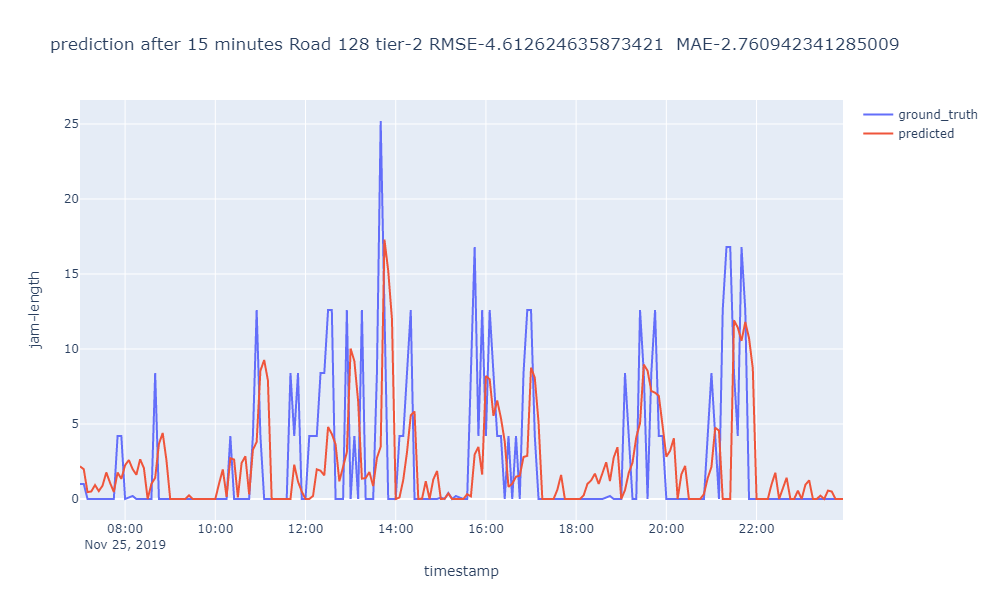 prediction after 15 minutes Road 128 tier-2 RMSE-4.612624635873421  MAE-2.760942341285009
ground_truth
predicted
25
20
15
10
5
0
jam-length
08:00 10:00 12:00 14:00 16:00 18:00 20:00 22:00
Nov 25, 2019
timestamp